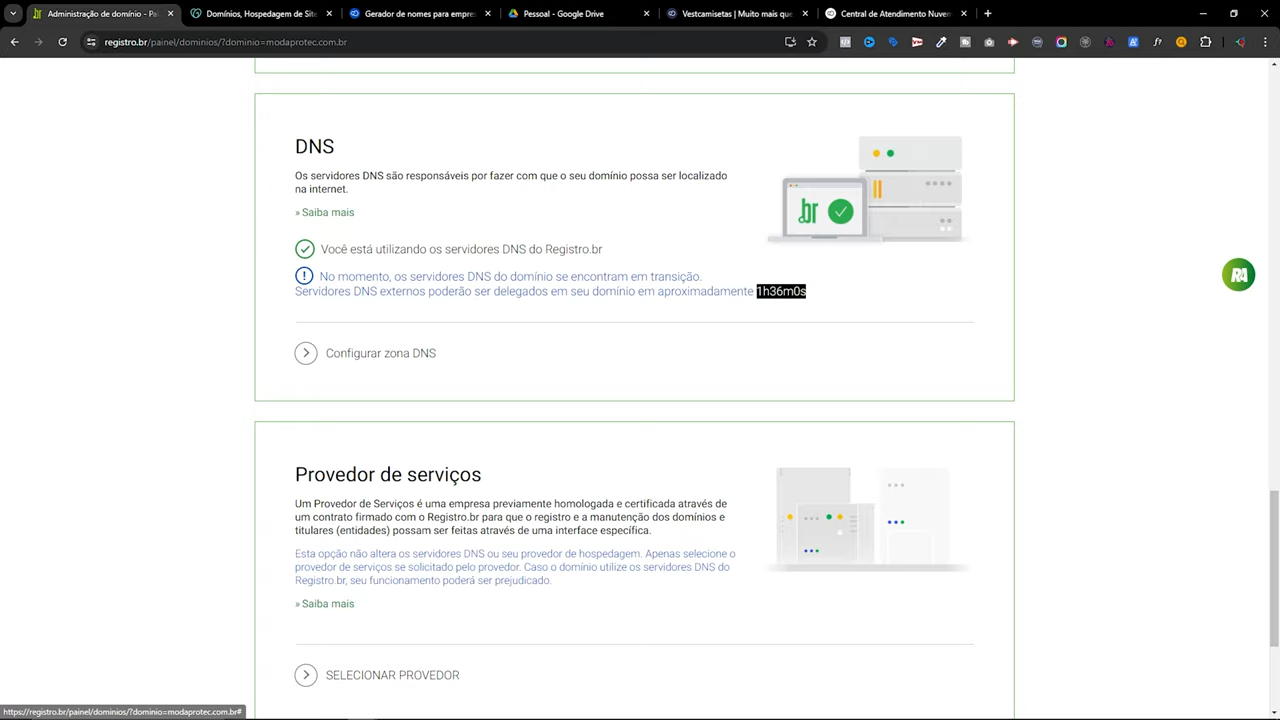 Administração de domínio - Pai
Domínios, Hospedagem de Site
Gerador de nomes para empres
Pessoal - Google Drive
Vestcamisetas | Muito mais que
Central de Atendimento Nuvem
registro.br/painel/dominios/?dominio=modaprotec.com.br
DNS
Os servidores DNS são responsáveis por fazer com que o seu domínio possa ser localizado
na internet.
» Saiba mais
.br
Você está utilizando os servidores DNS do Registro.br
No momento, os servidores DNS do domínio se encontram em transição.
Servidores DNS externos poderão ser delegados em seu domínio em aproximadamente 1h36m0s
Configurar zona DNS
Provedor de serviços
Um Provedor de Serviços é uma empresa previamente homologada e certificada através de
um contrato firmado com o Registro.br para que o registro e a manutenção dos domínios e
titulares (entidades) possam ser feitas através de uma interface específica.
Esta opção não altera os servidores DNS ou seu provedor de hospedagem. Apenas selecione o
provedor de serviços se solicitado pelo provedor. Caso o domínio utilize os servidores DNS do
Registro.br, seu funcionamento poderá ser prejudicado.
» Saiba mais
SELECIONAR PROVEDOR
https://registro.br/painel/dominios/?dominio=modaprotec.com.br#